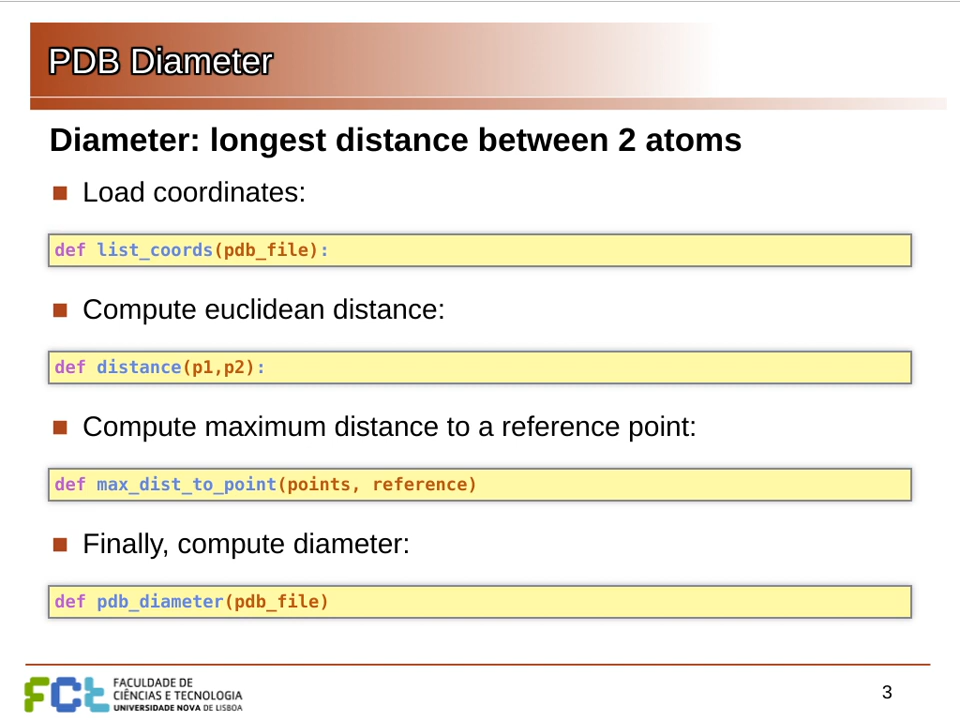 PDB Diameter
Diameter: longest distance between 2 atoms
Load coordinates:
def list_coords(pdb_file):
Compute euclidean distance:
def distance(p1,p2):
Compute maximum distance to a reference point:
def max_dist_to_point(points, reference)
Finally, compute diameter:
def pdb_diameter(pdb_file)
FCt
FACULDADE DE
CIÊNCIAS E TECNOLOGIA
UNIVERSIDADE NOVA DE LISBOA
3